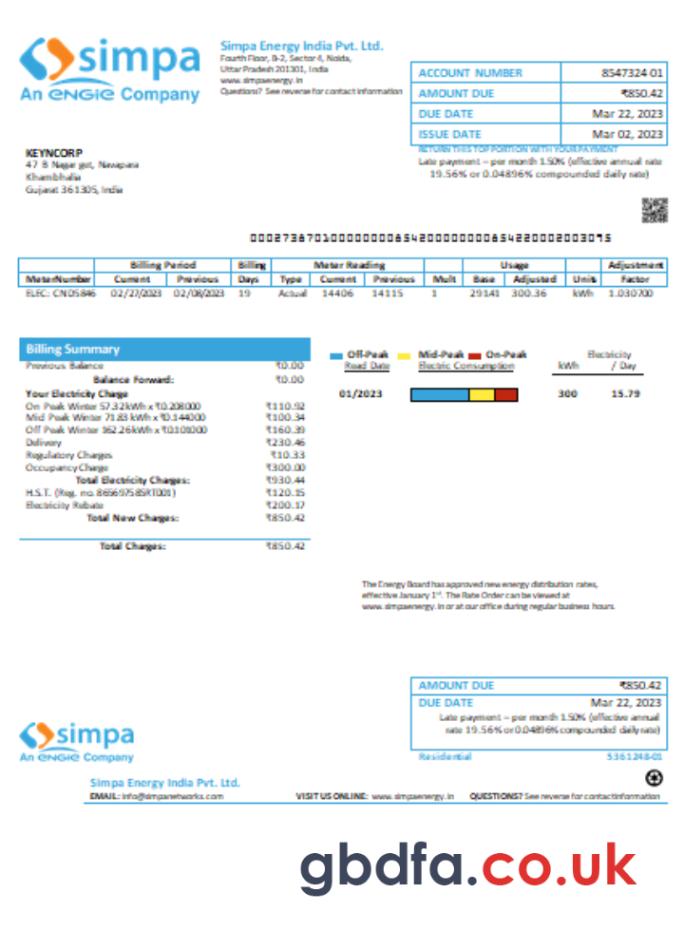 simpa
An ENGIE Company
Simpa Energy India Pvt. Ltd.
Fourth Floor, B-2, Sector 4, Noida,
Uttar Pradesh 201301, India
www.simpaenergy.in
Questions? See reverse for contact information
ACCOUNT NUMBER 8547324-01
AMOUNT DUE ₹850.42
DUE DATE Mar 22, 2023
ISSUE DATE Mar 02, 2023
RETURN THIS TOP PORTION WITH YOUR PAYMENT
Late payment – per month 1.50% (effective annual rate
19.56% or 0.04896% compounded daily rate)
KEYNCORP
47 B Nagar get, Navapara
Khambhalia
Gujarat 361305, India
Billing Period Billing Meter Reading Usage Adjustment
MeterNumber Current Previous Days Type Current Previous Mult Base Adjusted Units Factor
ELEC: CN05846 02/27/2023 02/08/2023 19 Actual 14406 14115 1 29141 300.36 kWh 1.030700
Billing Summary
Previous Balance ₹0.00
Balance Forward: ₹0.00
Your Electricity Charge
On Peak Winter 57.32 kWh x ₹0.208000 ₹110.92
Mid Peak Winter 71.83 kWh x ₹0.144000 ₹100.34
Off Peak Winter 162.26 kWh x ₹0.101000 ₹160.39
Delivery ₹230.46
Regulatory Charges ₹10.33
Occupancy Charge ₹300.00
Total Electricity Charges: ₹930.44
H.S.T. (Reg. no. 865697585RT001) ₹120.15
Electricity Rebate ₹200.17
Total New Charges: ₹850.42
Total Charges: ₹850.42
Off-Peak Mid-Peak On-Peak
Read Date Electric Consumption kWh Electricity / Day
01/2023 300 15.79
The Energy Board has approved new energy distribution rates,
effective January 1st. The Rate Order can be viewed at
www.simpaenergy.in or at our office during regular business hours.
AMOUNT DUE ₹850.42
DUE DATE Mar 22, 2023
Late payment – per month 1.50% (effective annual
rate 19.56% or 0.04896% compounded daily rate)
Residential 5361248-01
simpa
An ENGIE Company
Simpa Energy India Pvt. Ltd.
EMAIL: info@simpanetworks.com VISIT US ONLINE: www.simpaenergy.in QUESTIONS? See reverse for contact information
gbdfa.co.uk